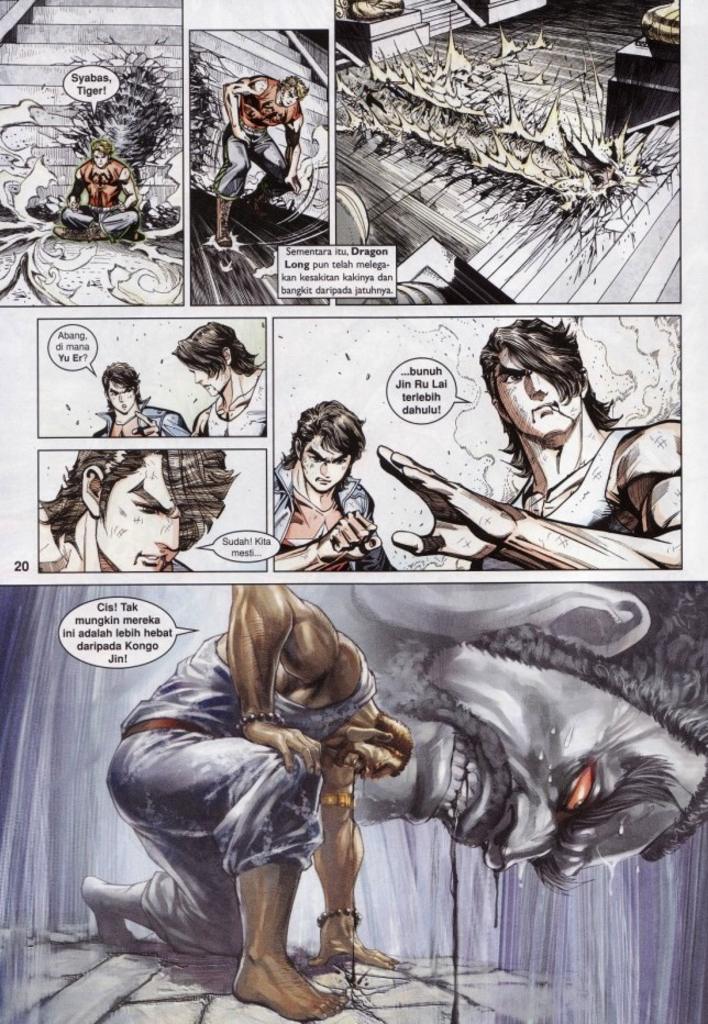 Syabas,
Tiger!
Sementara itu, Dragon
Long pun telah melega-
kan kesakitan kakinya dan
bangkit daripada jatuhnya.
Abang,
di mana
Yu Er?
Sudah! Kita
mesti...
...bunuh
Jin Ru Lai
terlebih
dahulu!
20
Cis! Tak
mungkin mereka
ini adalah lebih hebat
daripada Kongo
Jin!